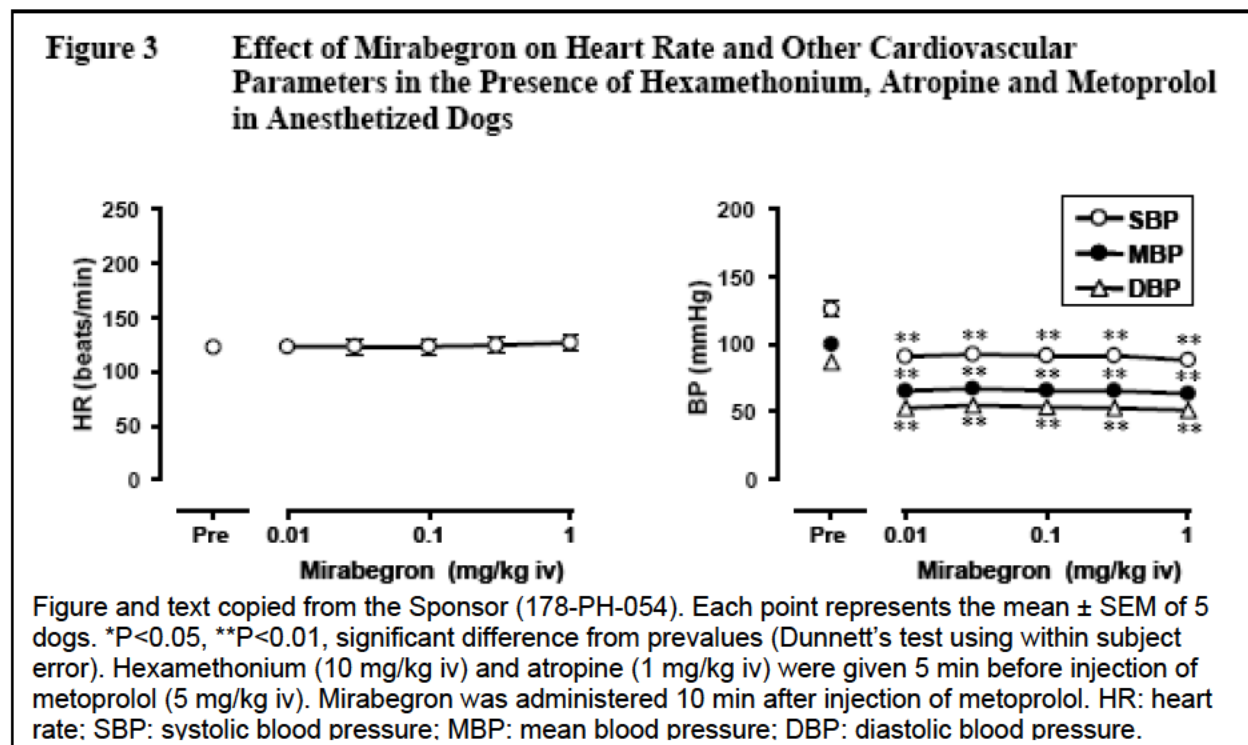 Figure 3 Effect of Mirabegron on Heart Rate and Other Cardiovascular
Parameters in the Presence of Hexamethonium, Atropine and Metoprolol
in Anesthetized Dogs
250
200
150
100
50
0
HR (beats/min)
Pre 0.01 0.1 1
Mirabegron (mg/kg iv)
200
150
100
50
0
BP (mmHg)
SBP
MBP
DBP
** ** ** ** **
** ** ** ** **
** ** ** ** **
Pre 0.01 0.1 1
Mirabegron (mg/kg iv)
Figure and text copied from the Sponsor (178-PH-054). Each point represents the mean ± SEM of 5
dogs. *P<0.05, **P<0.01, significant difference from prevalues (Dunnett's test using within subject
error). Hexamethonium (10 mg/kg iv) and atropine (1 mg/kg iv) were given 5 min before injection of
metoprolol (5 mg/kg iv). Mirabegron was administered 10 min after injection of metoprolol. HR: heart
rate; SBP: systolic blood pressure; MBP: mean blood pressure; DBP: diastolic blood pressure.